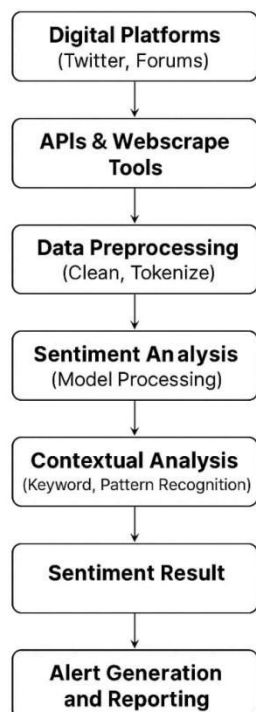 Digital Platforms
(Twitter, Forums)
APIs & Webscrape
Tools
Data Preprocessing
(Clean, Tokenize)
Sentiment Analysis
(Model Processing)
Contextual Analysis
(Keyword, Pattern Recognition)
Sentiment Result
Alert Generation
and Reporting